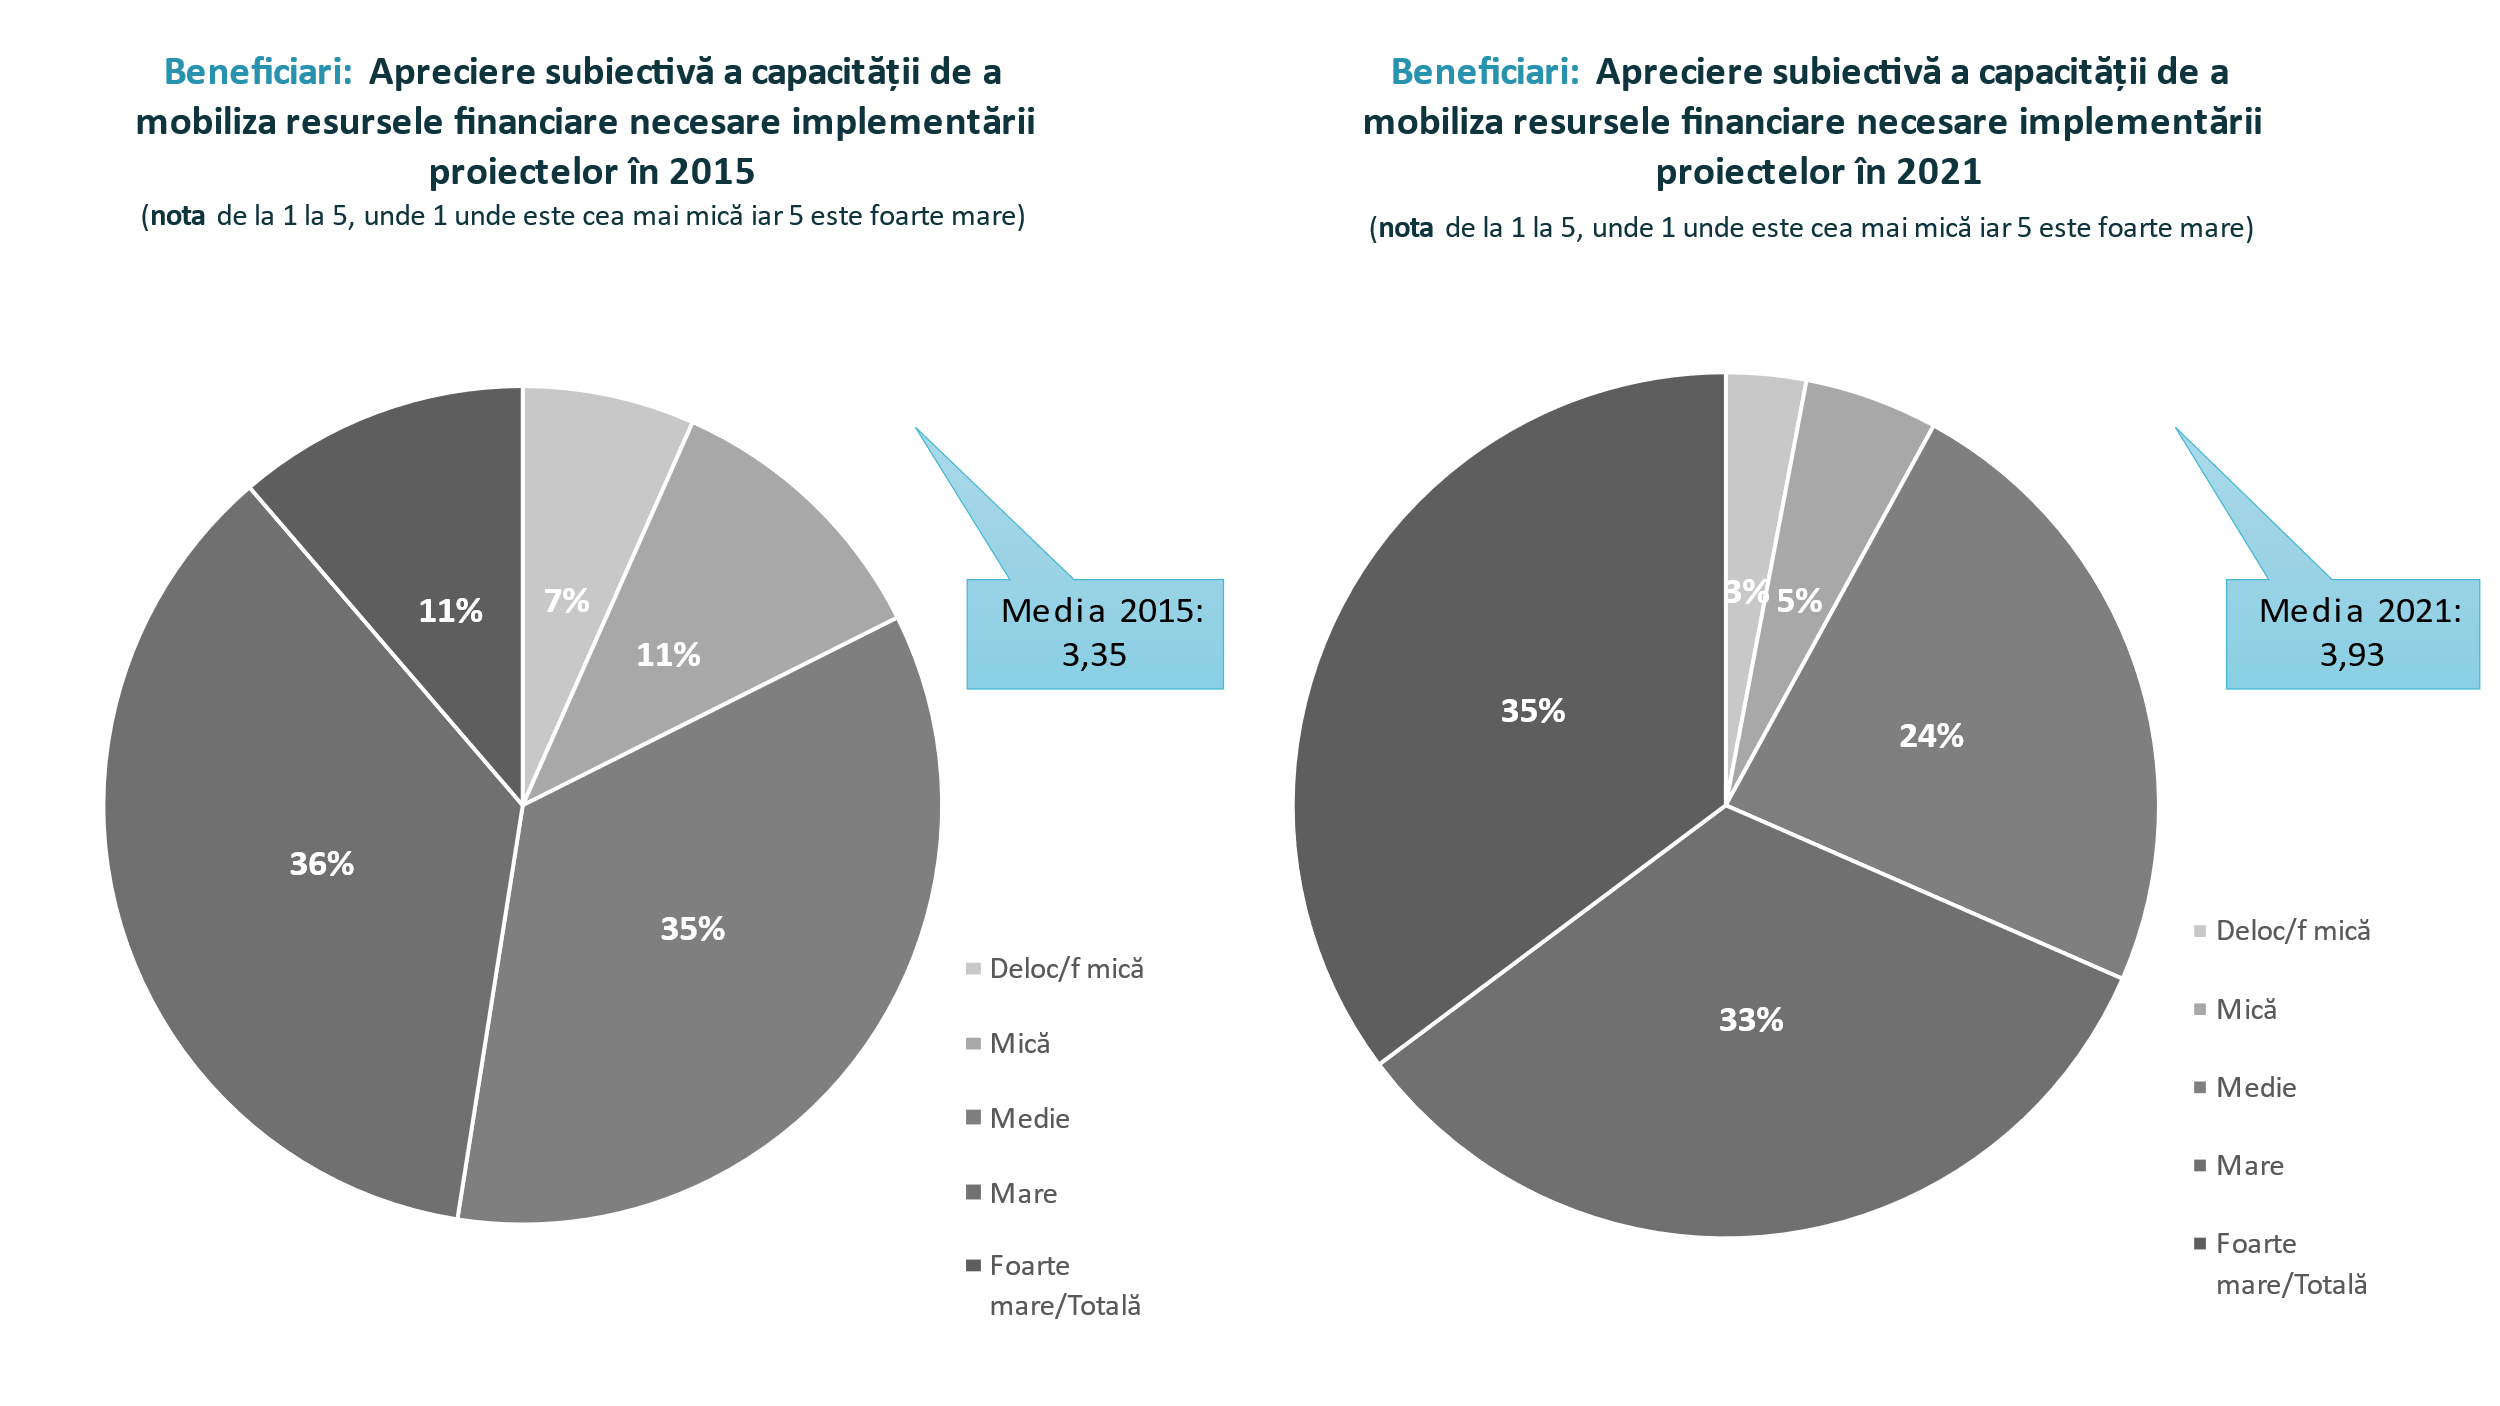 Beneficiari: Apreciere subiectivă a capacității de a
mobiliza resursele financiare necesare implementării
proiectelor în 2015
(nota de la 1 la 5, unde 1 unde este cea mai mică iar 5 este foarte mare)
7%
11%
11%
36%
35%
Media 2015:
3,35
Deloc/f mică
Mică
Medie
Mare
Foarte
mare/Totală
Beneficiari: Apreciere subiectivă a capacității de a
mobiliza resursele financiare necesare implementării
proiectelor în 2021
(nota de la 1 la 5, unde 1 unde este cea mai mică iar 5 este foarte mare)
3%
5%
35%
24%
33%
Media 2021:
3,93
Deloc/f mică
Mică
Medie
Mare
Foarte
mare/Totală